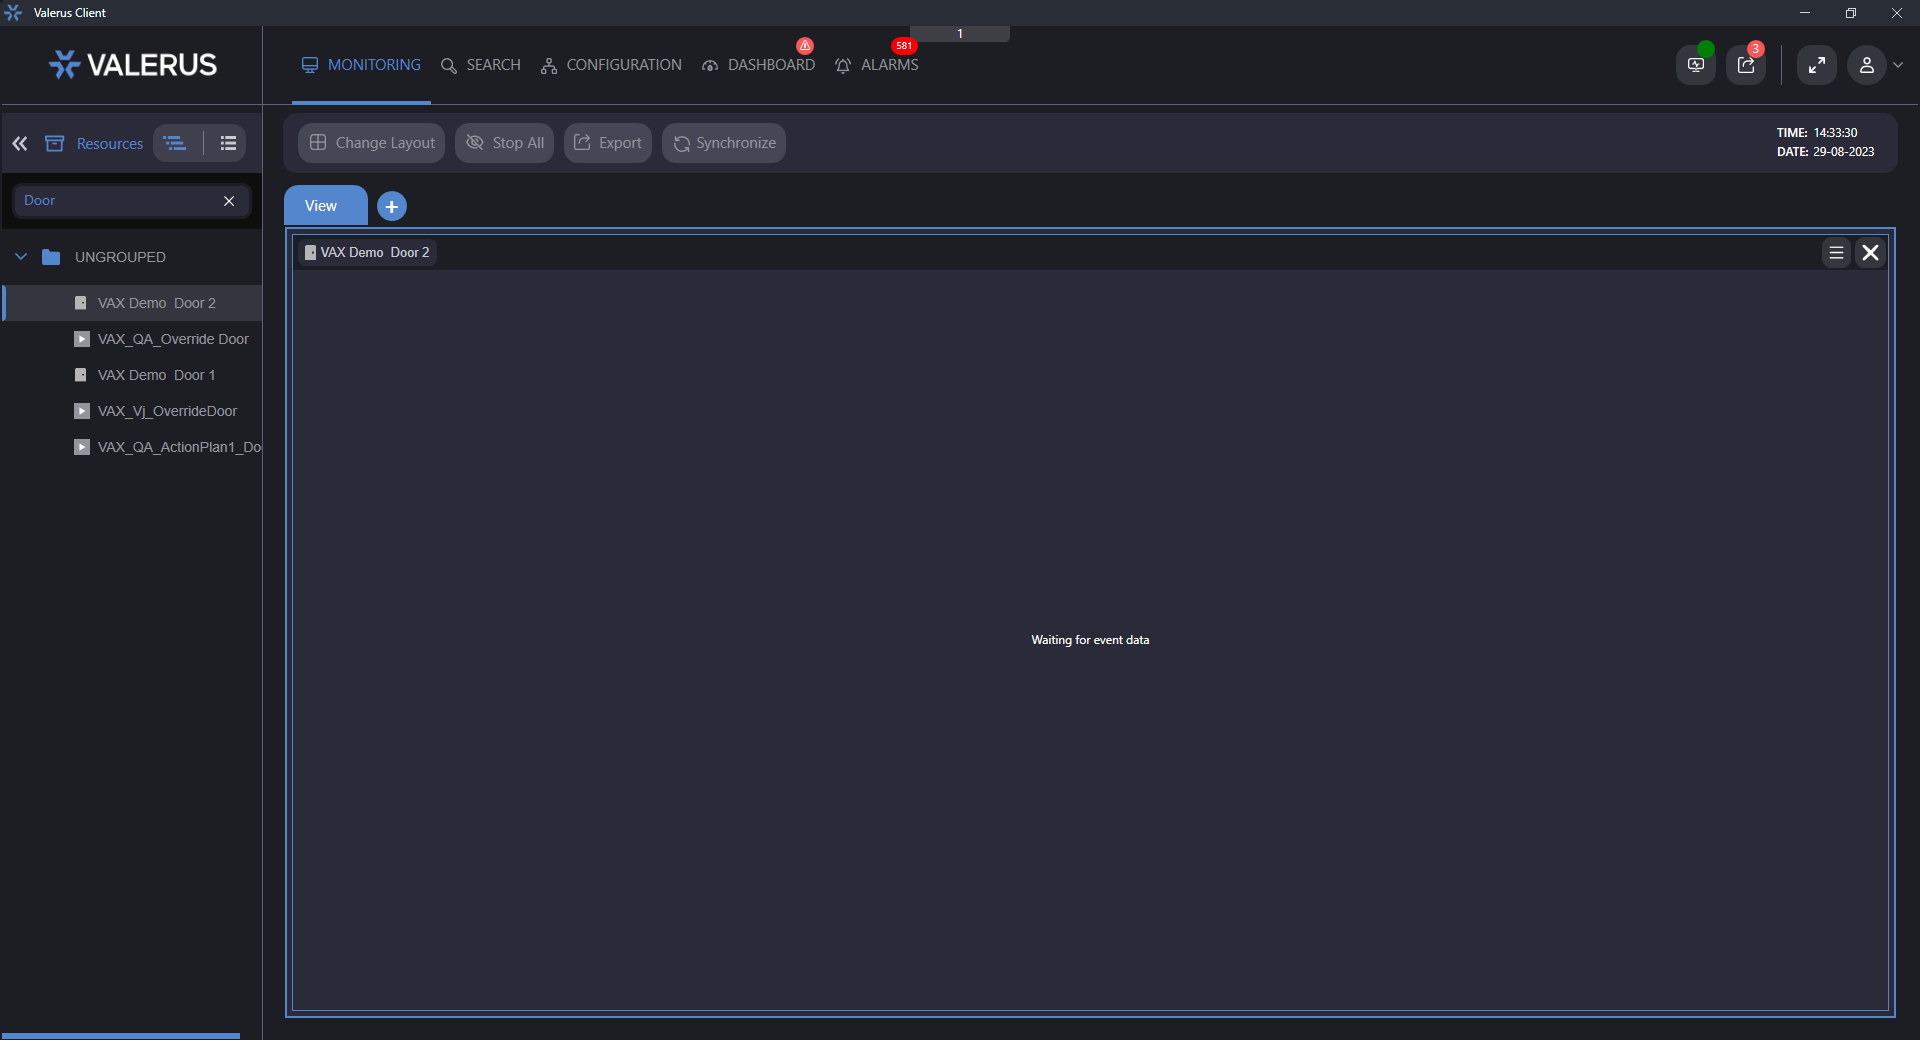 Valerus Client
1
VALERUS
MONITORING
SEARCH
CONFIGURATION
DASHBOARD
581
ALARMS
3
Resources
Change Layout
Stop All
Export
Synchronize
TIME: 14:33:30
DATE: 29-08-2023
Door
View
UNGROUPED
VAX Demo  Door 2
VAX_QA_Override Door
VAX Demo  Door 1
VAX_Vj_OverrideDoor
VAX_QA_ActionPlan1_Do
VAX Demo  Door 2
Waiting for event data